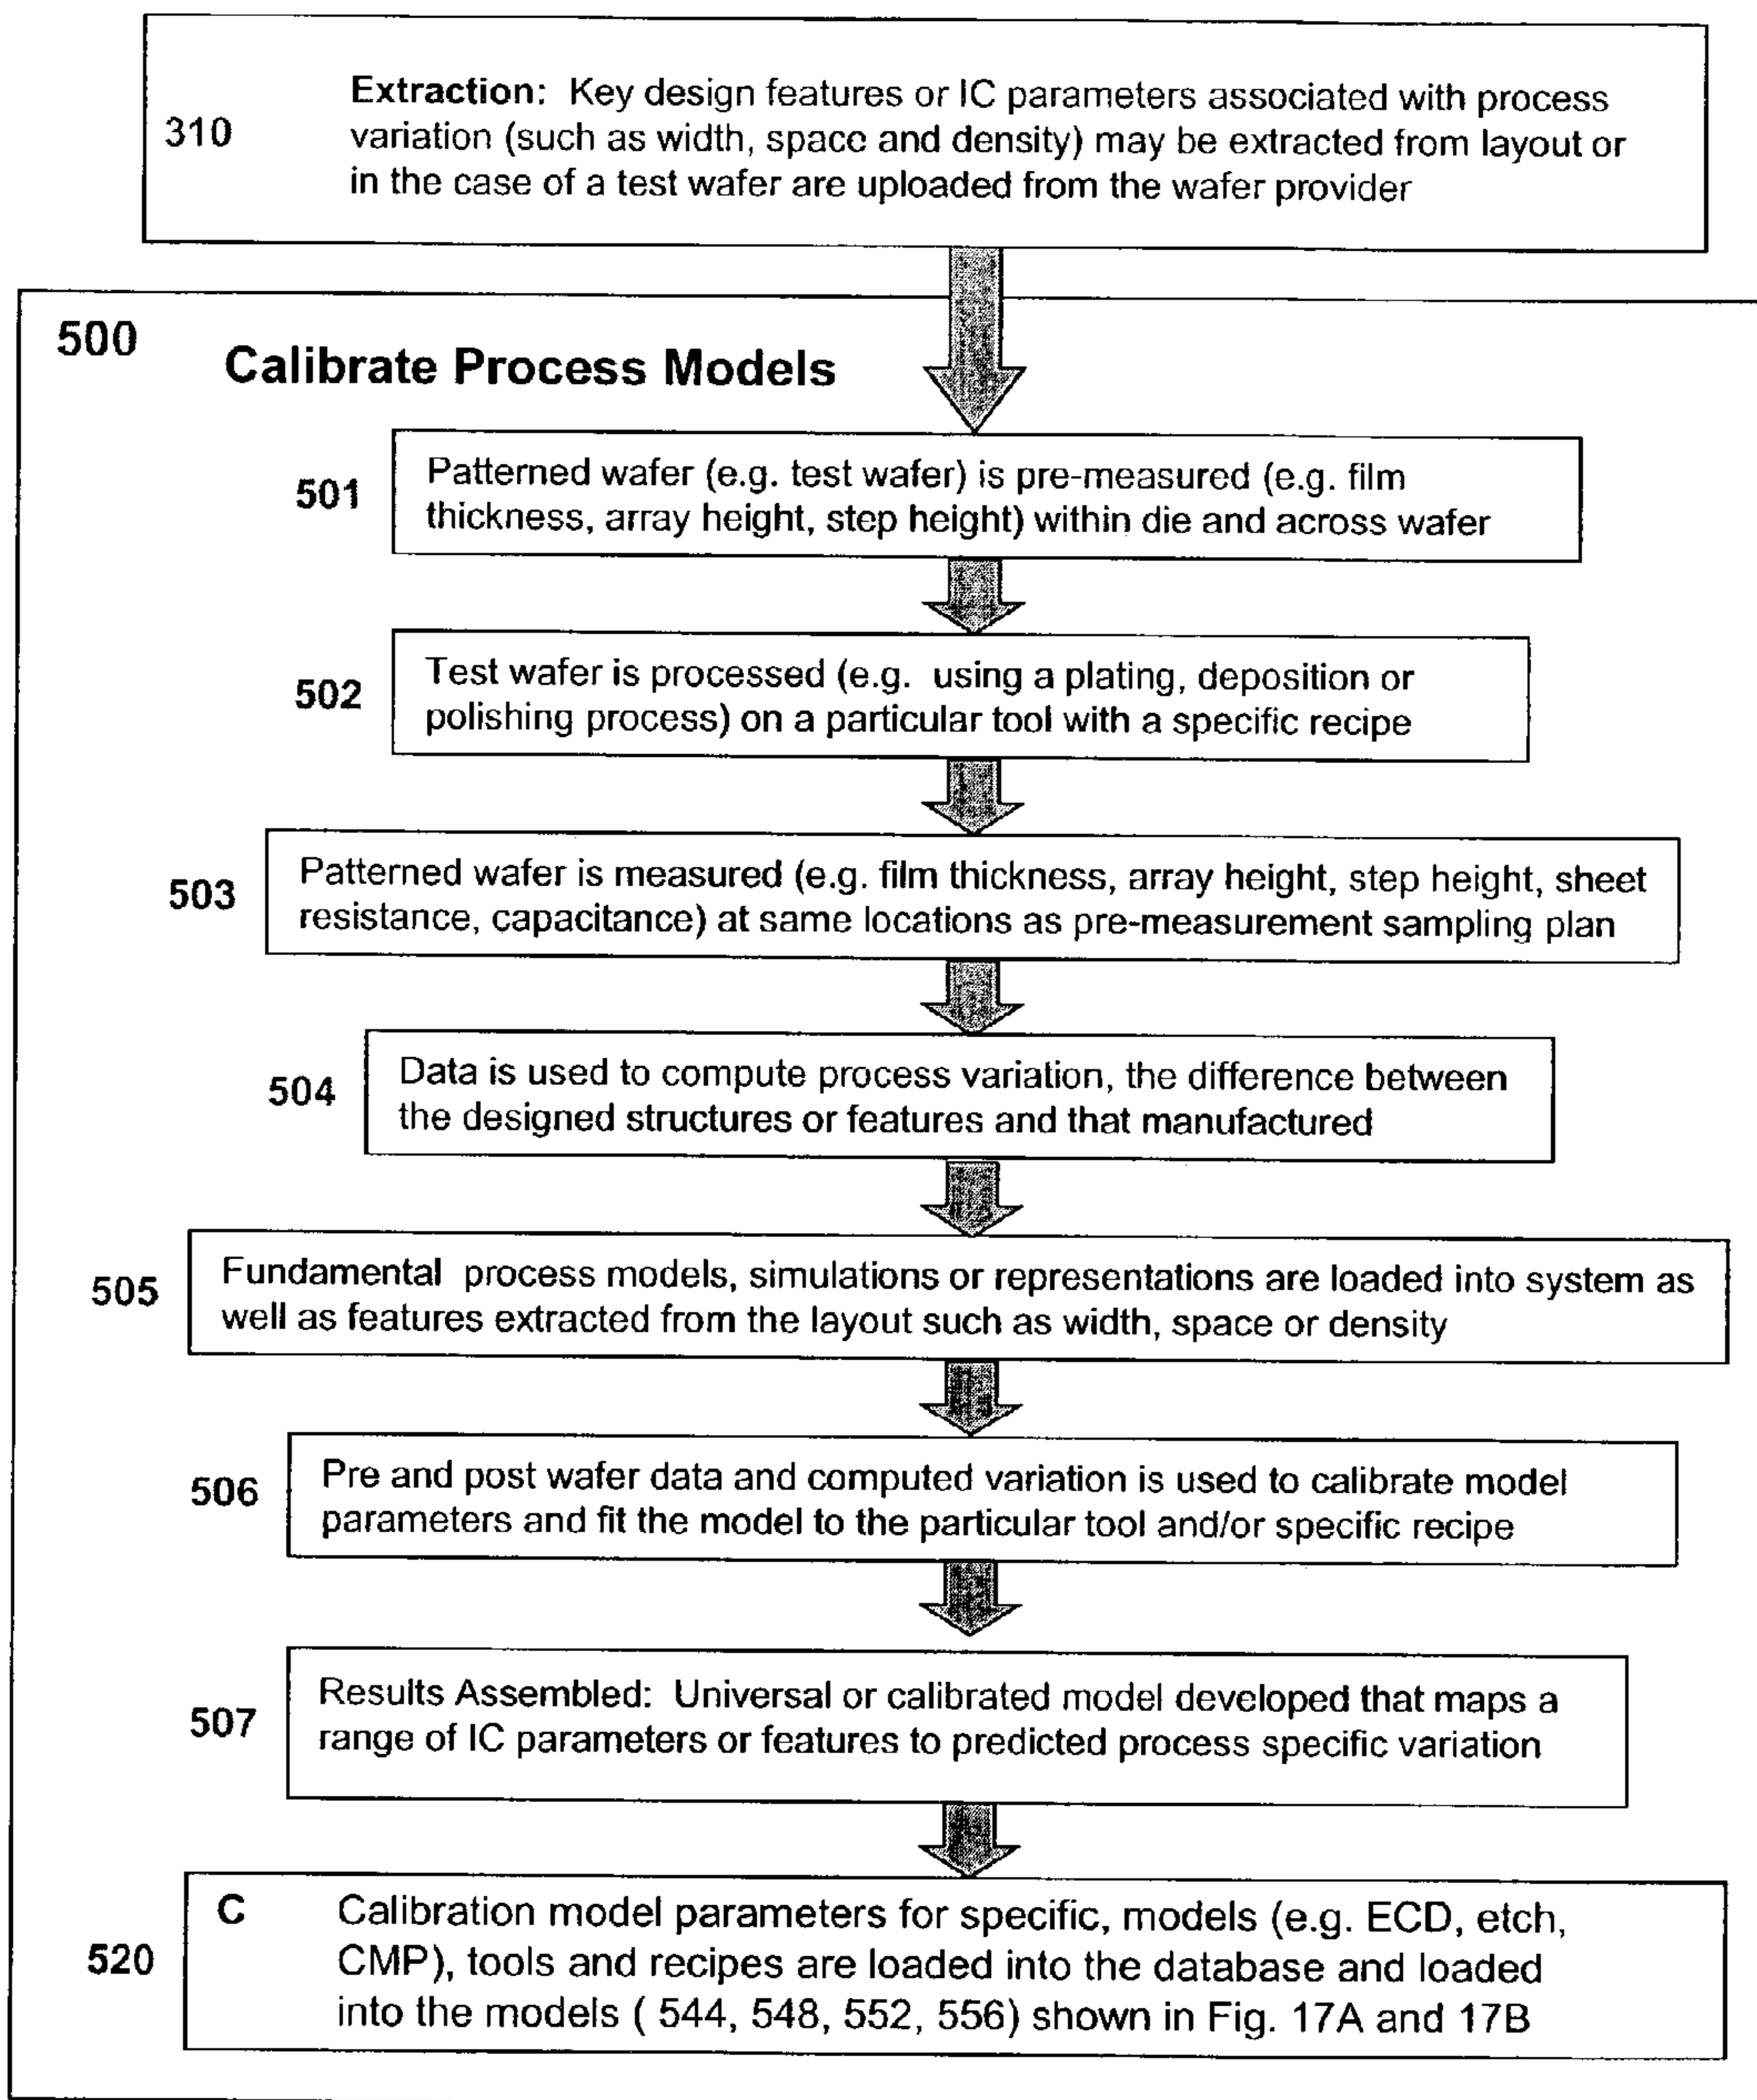 310
Extraction: Key design features or IC parameters associated with process
variation (such as width, space and density) may be extracted from layout or
in the case of a test wafer are uploaded from the wafer provider
500
Calibrate Process Models
501
Patterned wafer (e.g. test wafer) is pre-measured (e.g. film
thickness, array height, step height) within die and across wafer
502
Test wafer is processed (e.g. using a plating, deposition or
polishing process) on a particular tool with a specific recipe
503
Patterned wafer is measured (e.g. film thickness, array height, step height, sheet
resistance, capacitance) at same locations as pre-measurement sampling plan
504
Data is used to compute process variation, the difference between
the designed structures or features and that manufactured
505
Fundamental process models, simulations or representations are loaded into system as
well as features extracted from the layout such as width, space or density
506
Pre and post wafer data and computed variation is used to calibrate model
parameters and fit the model to the particular tool and/or specific recipe
507
Results Assembled: Universal or calibrated model developed that maps a
range of IC parameters or features to predicted process specific variation
520
C Calibration model parameters for specific, models (e.g. ECD, etch,
CMP), tools and recipes are loaded into the database and loaded
into the models ( 544, 548, 552, 556) shown in Fig. 17A and 17B